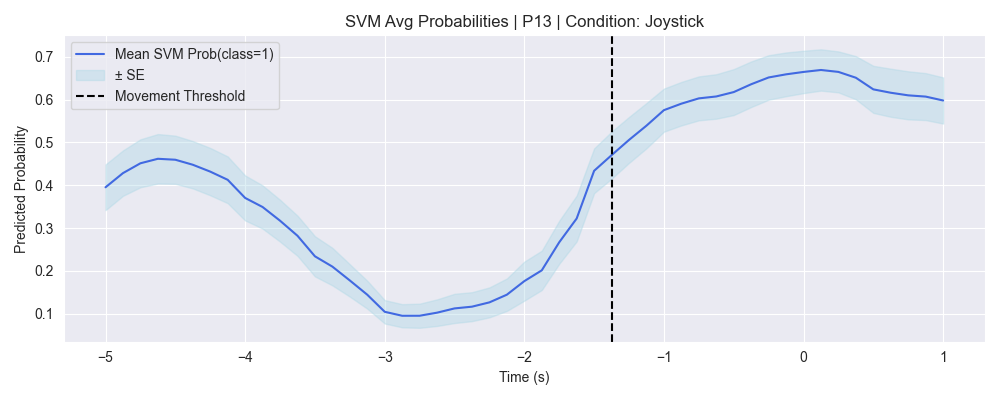 SVM Avg Probabilities | P13 | Condition: Joystick
Mean SVM Prob(class=1)
± SE
Movement Threshold
Predicted Probability
0.7
0.6
0.5
0.4
0.3
0.2
0.1
−5
−4
−3
−2
−1
0
1
Time (s)